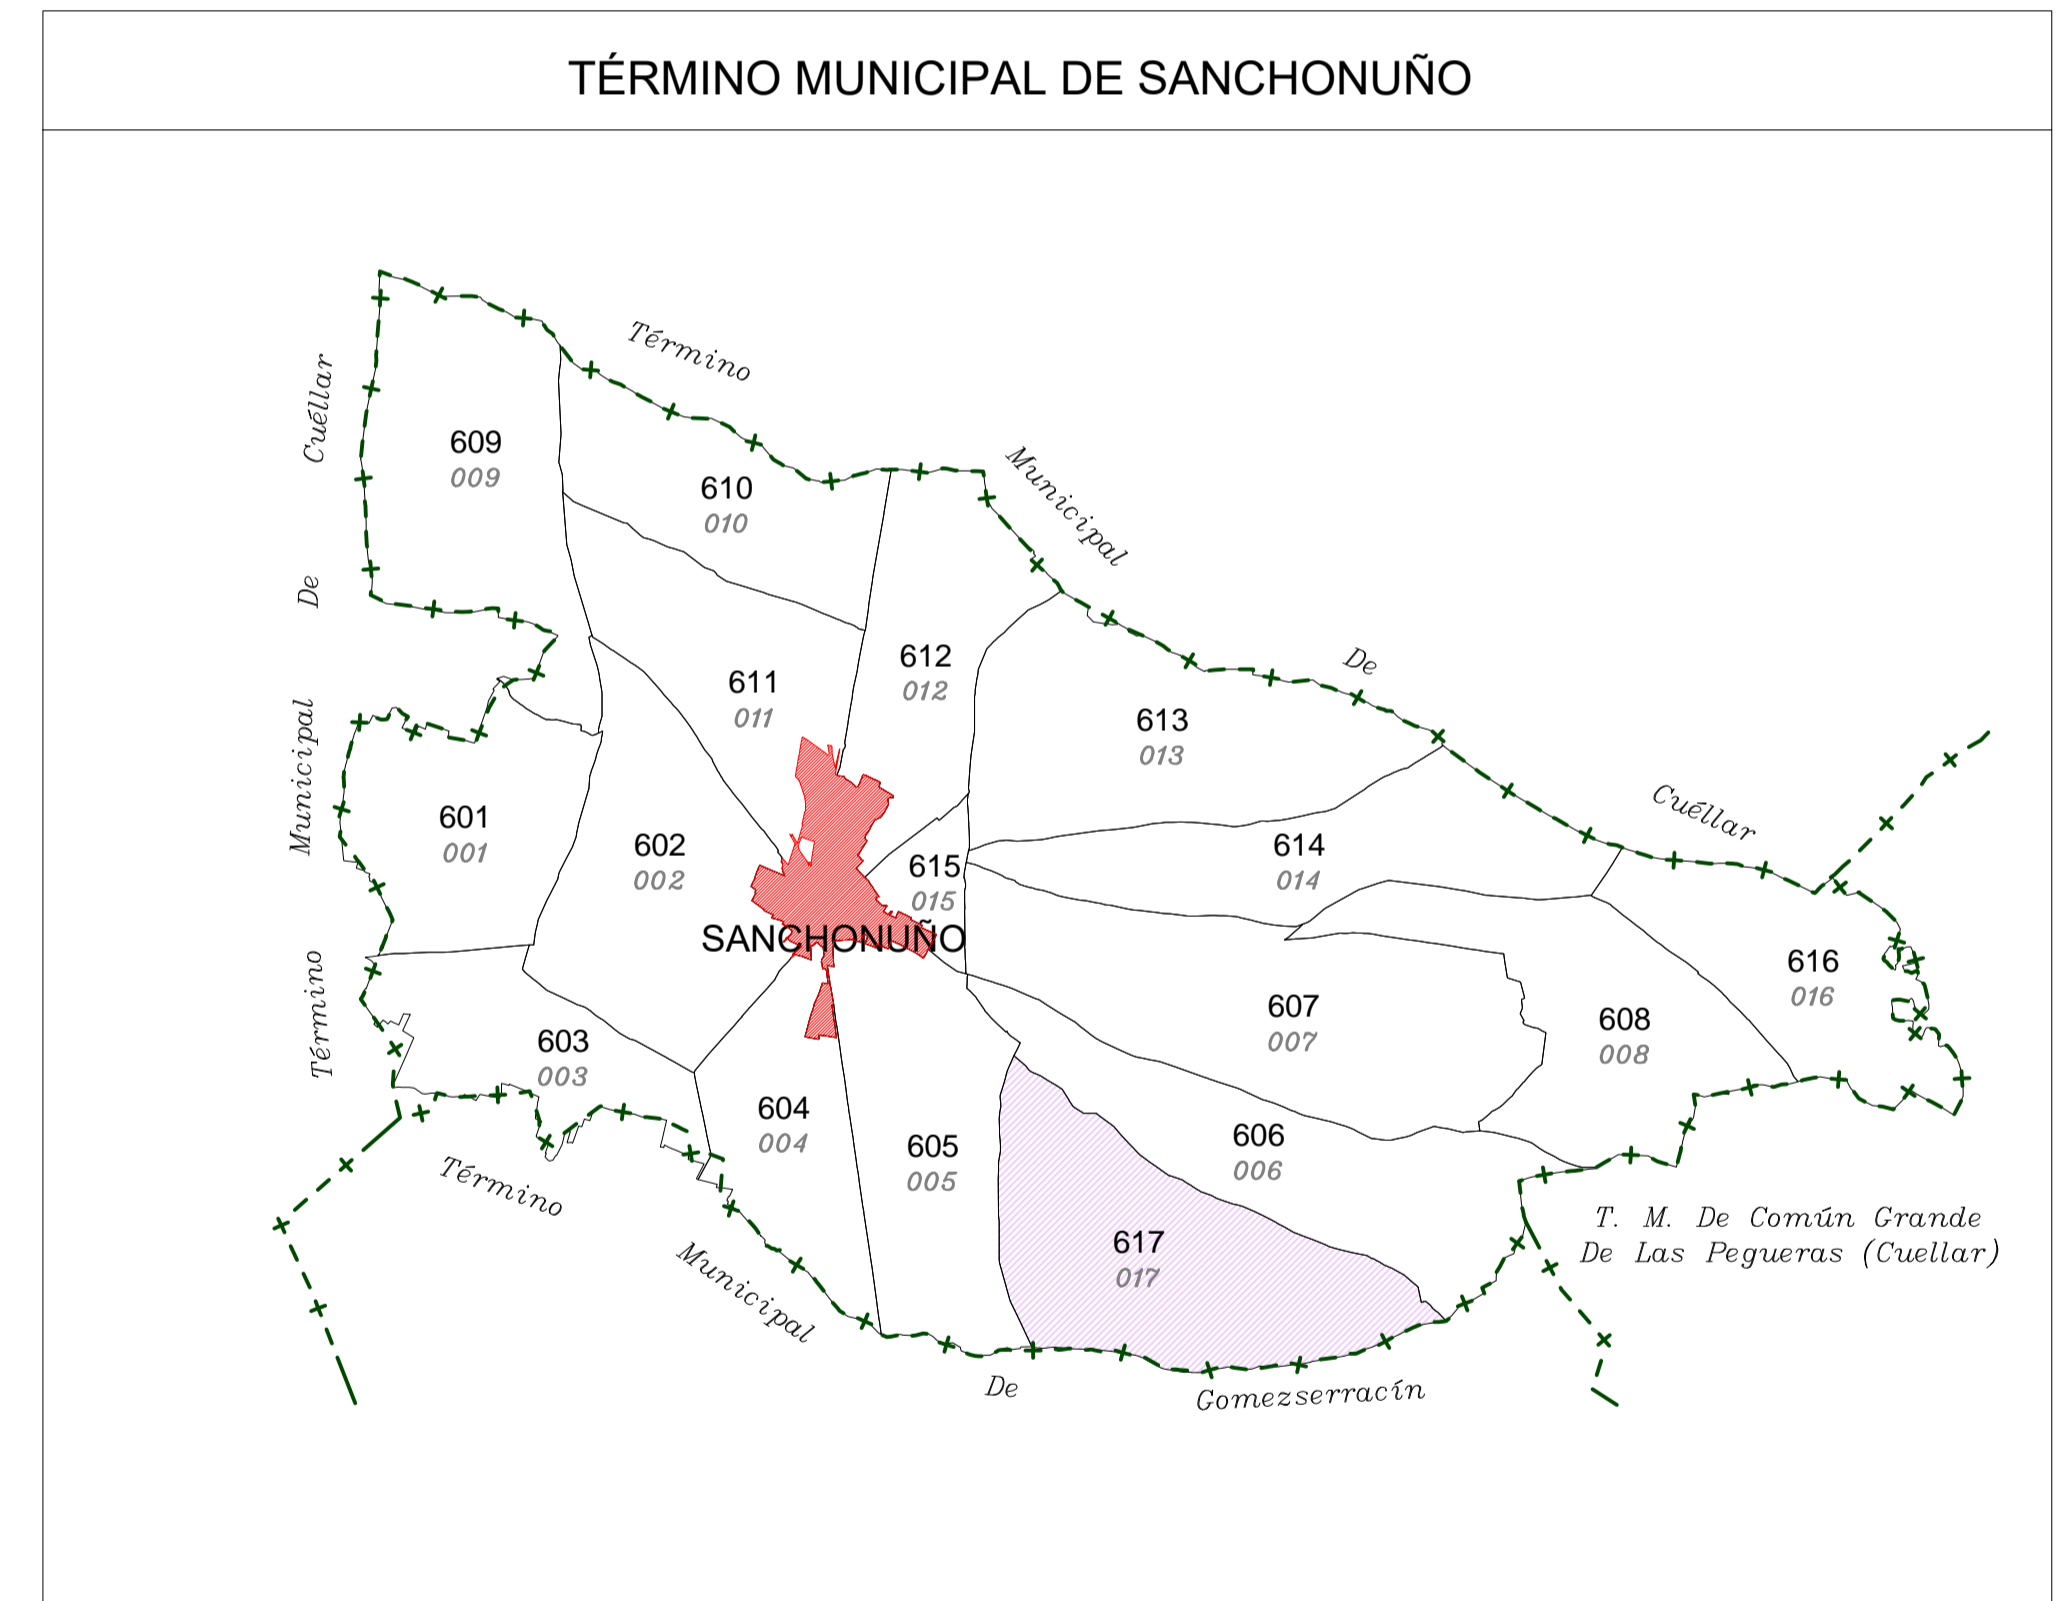 TÉRMINO MUNICIPAL DE SANCHONUÑO
Término
Municipal
De
Cuéllar
Término
Municipal
De
Cuéllar
609
009
610
010
611
011
612
012
613
013
601
001
602
002
615
015
614
014
SANCHONUÑO
616
016
607
007
608
008
603
003
604
004
605
005
606
006
617
017
T. M. De Común Grande
De Las Pegueras (Cuellar)
Término
Municipal
De
Gomezserracín